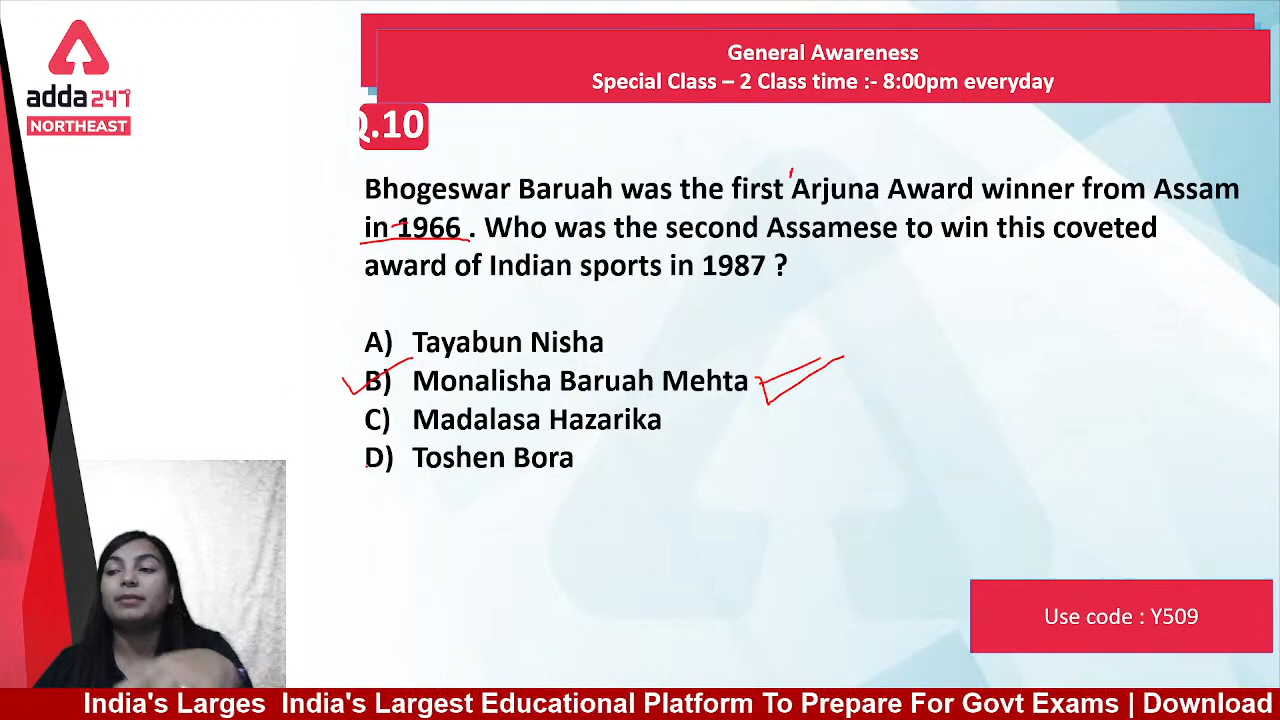 adda247
NORTHEAST
General Awareness
Special Class – 2 Class time :- 8:00pm everyday
Q.10
Bhogeswar Baruah was the first 'Arjuna Award winner from Assam
in 1966 . Who was the second Assamese to win this coveted
award of Indian sports in 1987 ?
A) Tayabun Nisha
B) Monalisha Baruah Mehta
C) Madalasa Hazarika
D) Toshen Bora
Use code : Y509
India's Larges India's Largest Educational Platform To Prepare For Govt Exams | Download